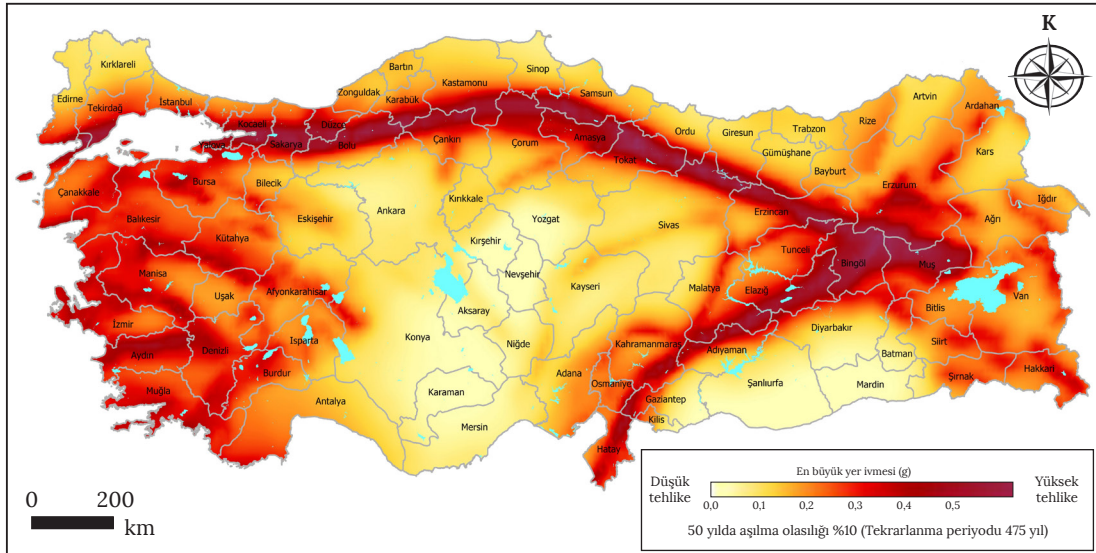 K
Kırklareli
Edirne
Tekirdağ
İstanbul
Kocaeli
Yalova
Sakarya
Düzce
Bolu
Zonguldak
Bartın
Karabük
Kastamonu
Sinop
Samsun
Çankırı
Çorum
Amasya
Tokat
Ordu
Giresun
Trabzon
Gümüşhane
Bayburt
Rize
Artvin
Ardahan
Kars
Erzurum
Iğdır
Ağrı
Çanakkale
Bursa
Bilecik
Balıkesir
Kütahya
Eskişehir
Ankara
Kırıkkale
Yozgat
Kırşehir
Sivas
Erzincan
Tunceli
Bingöl
Muş
Elazığ
Malatya
Bitlis
Van
Manisa
Uşak
Afyonkarahisar
Nevşehir
Kayseri
Aksaray
İzmir
Aydın
Denizli
Isparta
Burdur
Konya
Niğde
Kahramanmaraş
Adıyaman
Diyarbakır
Batman
Siirt
Şırnak
Hakkari
Muğla
Antalya
Karaman
Mersin
Adana
Osmaniye
Gaziantep
Kilis
Şanlıurfa
Mardin
Hatay
0 200
km
En büyük yer ivmesi (g)
Düşük
tehlike
Yüksek
tehlike
0,0 0,1 0,2 0,3 0,4 0,5
50 yılda aşılma olasılığı %10 (Tekrarlanma periyodu 475 yıl)